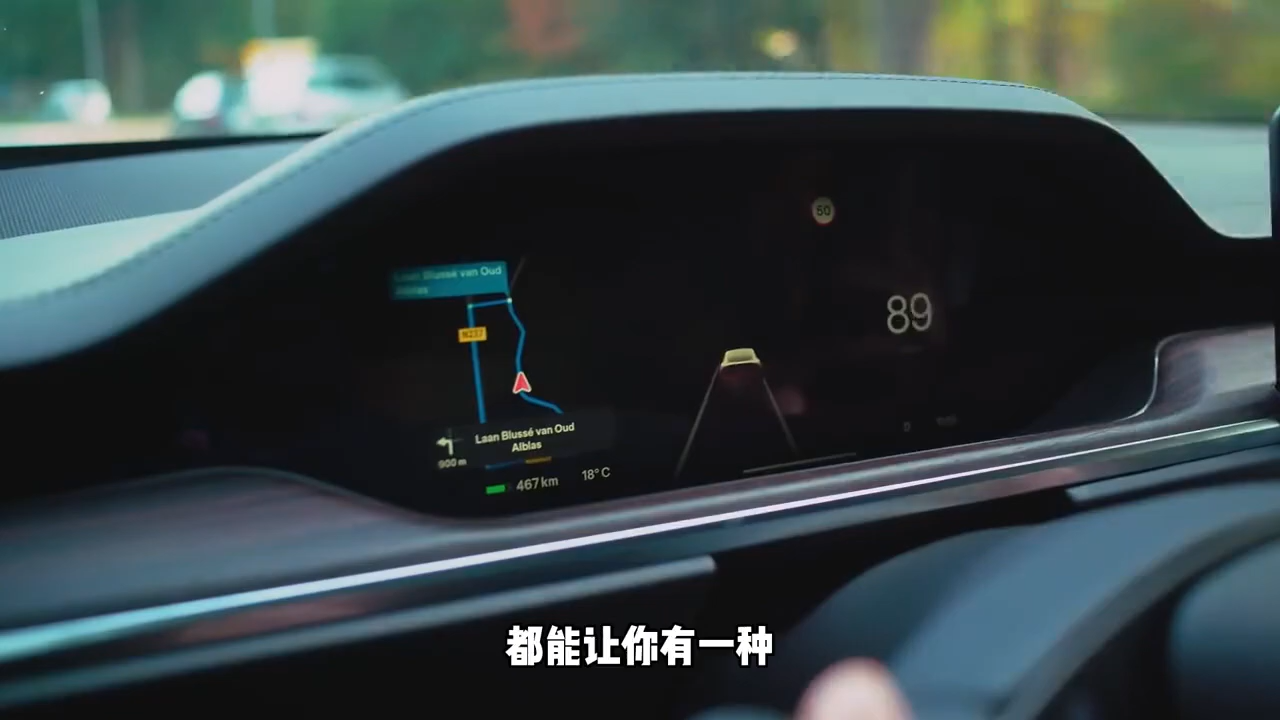 50
Laan Blussé van Oud
Alblas
89
Laan Blussé van Oud
Alblas
900 m
467 km
18° C
都能让你有一种